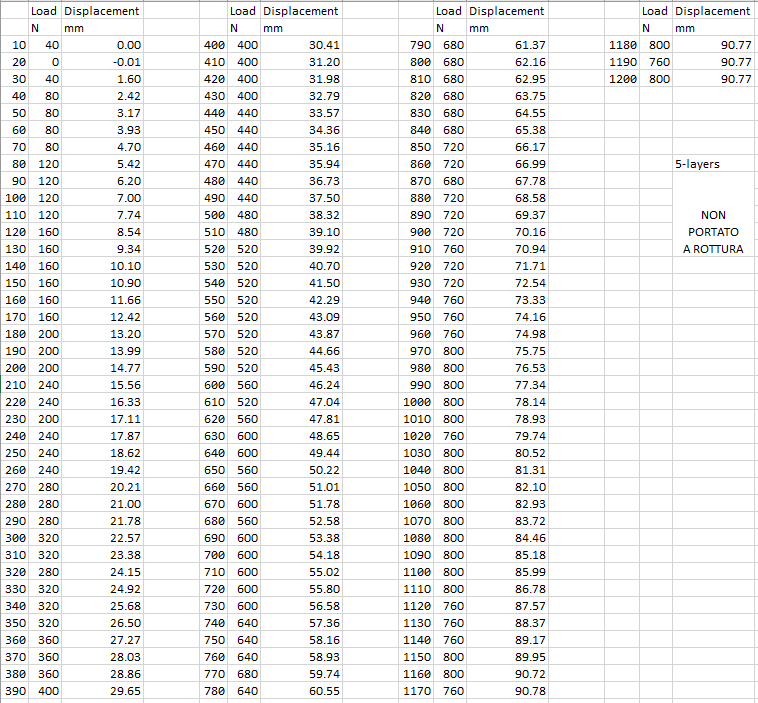 Load Displacement Load Displacement Load Displacement Load Displacement
N mm N mm N mm N mm
10 40 0.00 400 400 30.41 790 680 61.37 1180 800 90.77
20 0 -0.01 410 400 31.20 800 680 62.16 1190 760 90.77
30 40 1.60 420 400 31.98 810 680 62.95 1200 800 90.77
40 80 2.42 430 400 32.79 820 680 63.75
50 80 3.17 440 440 33.57 830 680 64.55
60 80 3.93 450 440 34.36 840 680 65.38
70 80 4.70 460 440 35.16 850 720 66.17
80 120 5.42 470 440 35.94 860 720 66.99 5-layers
90 120 6.20 480 440 36.73 870 680 67.78
100 120 7.00 490 440 37.50 880 720 68.58
110 120 7.74 500 480 38.32 890 720 69.37 NON
120 160 8.54 510 480 39.10 900 720 70.16 PORTATO
130 160 9.34 520 520 39.92 910 760 70.94 A ROTTURA
140 160 10.10 530 520 40.70 920 720 71.71
150 160 10.90 540 520 41.50 930 720 72.54
160 160 11.66 550 520 42.29 940 760 73.33
170 160 12.42 560 520 43.09 950 760 74.16
180 200 13.20 570 520 43.87 960 760 74.98
190 200 13.99 580 520 44.66 970 800 75.75
200 200 14.77 590 520 45.43 980 800 76.53
210 240 15.56 600 560 46.24 990 800 77.34
220 240 16.33 610 520 47.04 1000 800 78.14
230 200 17.11 620 560 47.81 1010 800 78.93
240 240 17.87 630 600 48.65 1020 760 79.74
250 240 18.62 640 600 49.44 1030 800 80.52
260 240 19.42 650 560 50.22 1040 800 81.31
270 280 20.21 660 560 51.01 1050 800 82.10
280 280 21.00 670 600 51.78 1060 800 82.93
290 280 21.78 680 560 52.58 1070 800 83.72
300 320 22.57 690 600 53.38 1080 800 84.46
310 320 23.38 700 600 54.18 1090 800 85.18
320 280 24.15 710 600 55.02 1100 800 85.99
330 320 24.92 720 600 55.80 1110 800 86.78
340 320 25.68 730 600 56.58 1120 760 87.57
350 320 26.50 740 640 57.36 1130 760 88.37
360 360 27.27 750 640 58.16 1140 760 89.17
370 360 28.03 760 640 58.93 1150 800 89.95
380 360 28.86 770 680 59.74 1160 800 90.72
390 400 29.65 780 640 60.55 1170 760 90.78